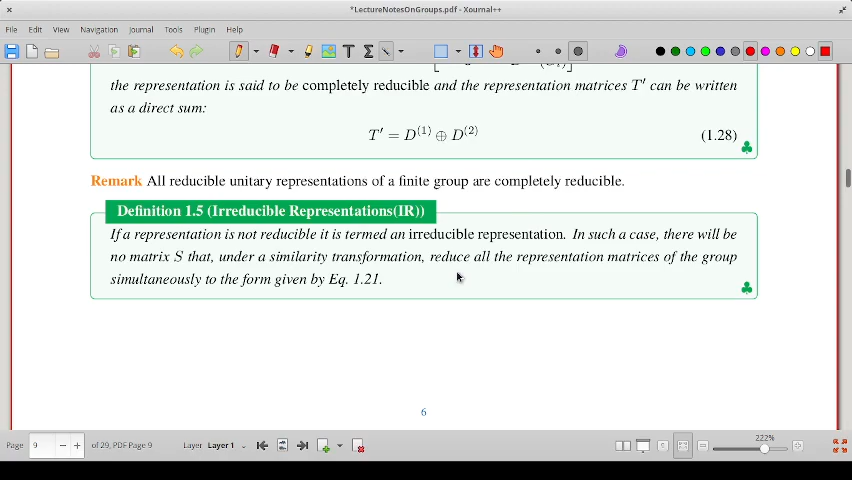 *LectureNotesOnGroups.pdf - Xournal++
File Edit View Navigation Journal Tools Plugin Help
the representation is said to be completely reducible and the representation matrices T′ can be written
as a direct sum:
T′ = D(1) ⊕ D(2) (1.28)
Remark All reducible unitary representations of a finite group are completely reducible.
Definition 1.5 (Irreducible Representations(IR))
If a representation is not reducible it is termed an irreducible representation. In such a case, there will be
no matrix S that, under a similarity transformation, reduce all the representation matrices of the group
simultaneously to the form given by Eq. 1.21.
6
Page 9 of 29, PDF Page 9 Layer Layer 1 222%